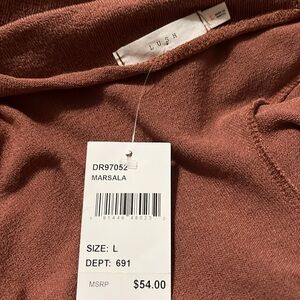 LUSH
DR97052
MARSALA
SIZE: L
DEPT: 691
MSRP $54.00